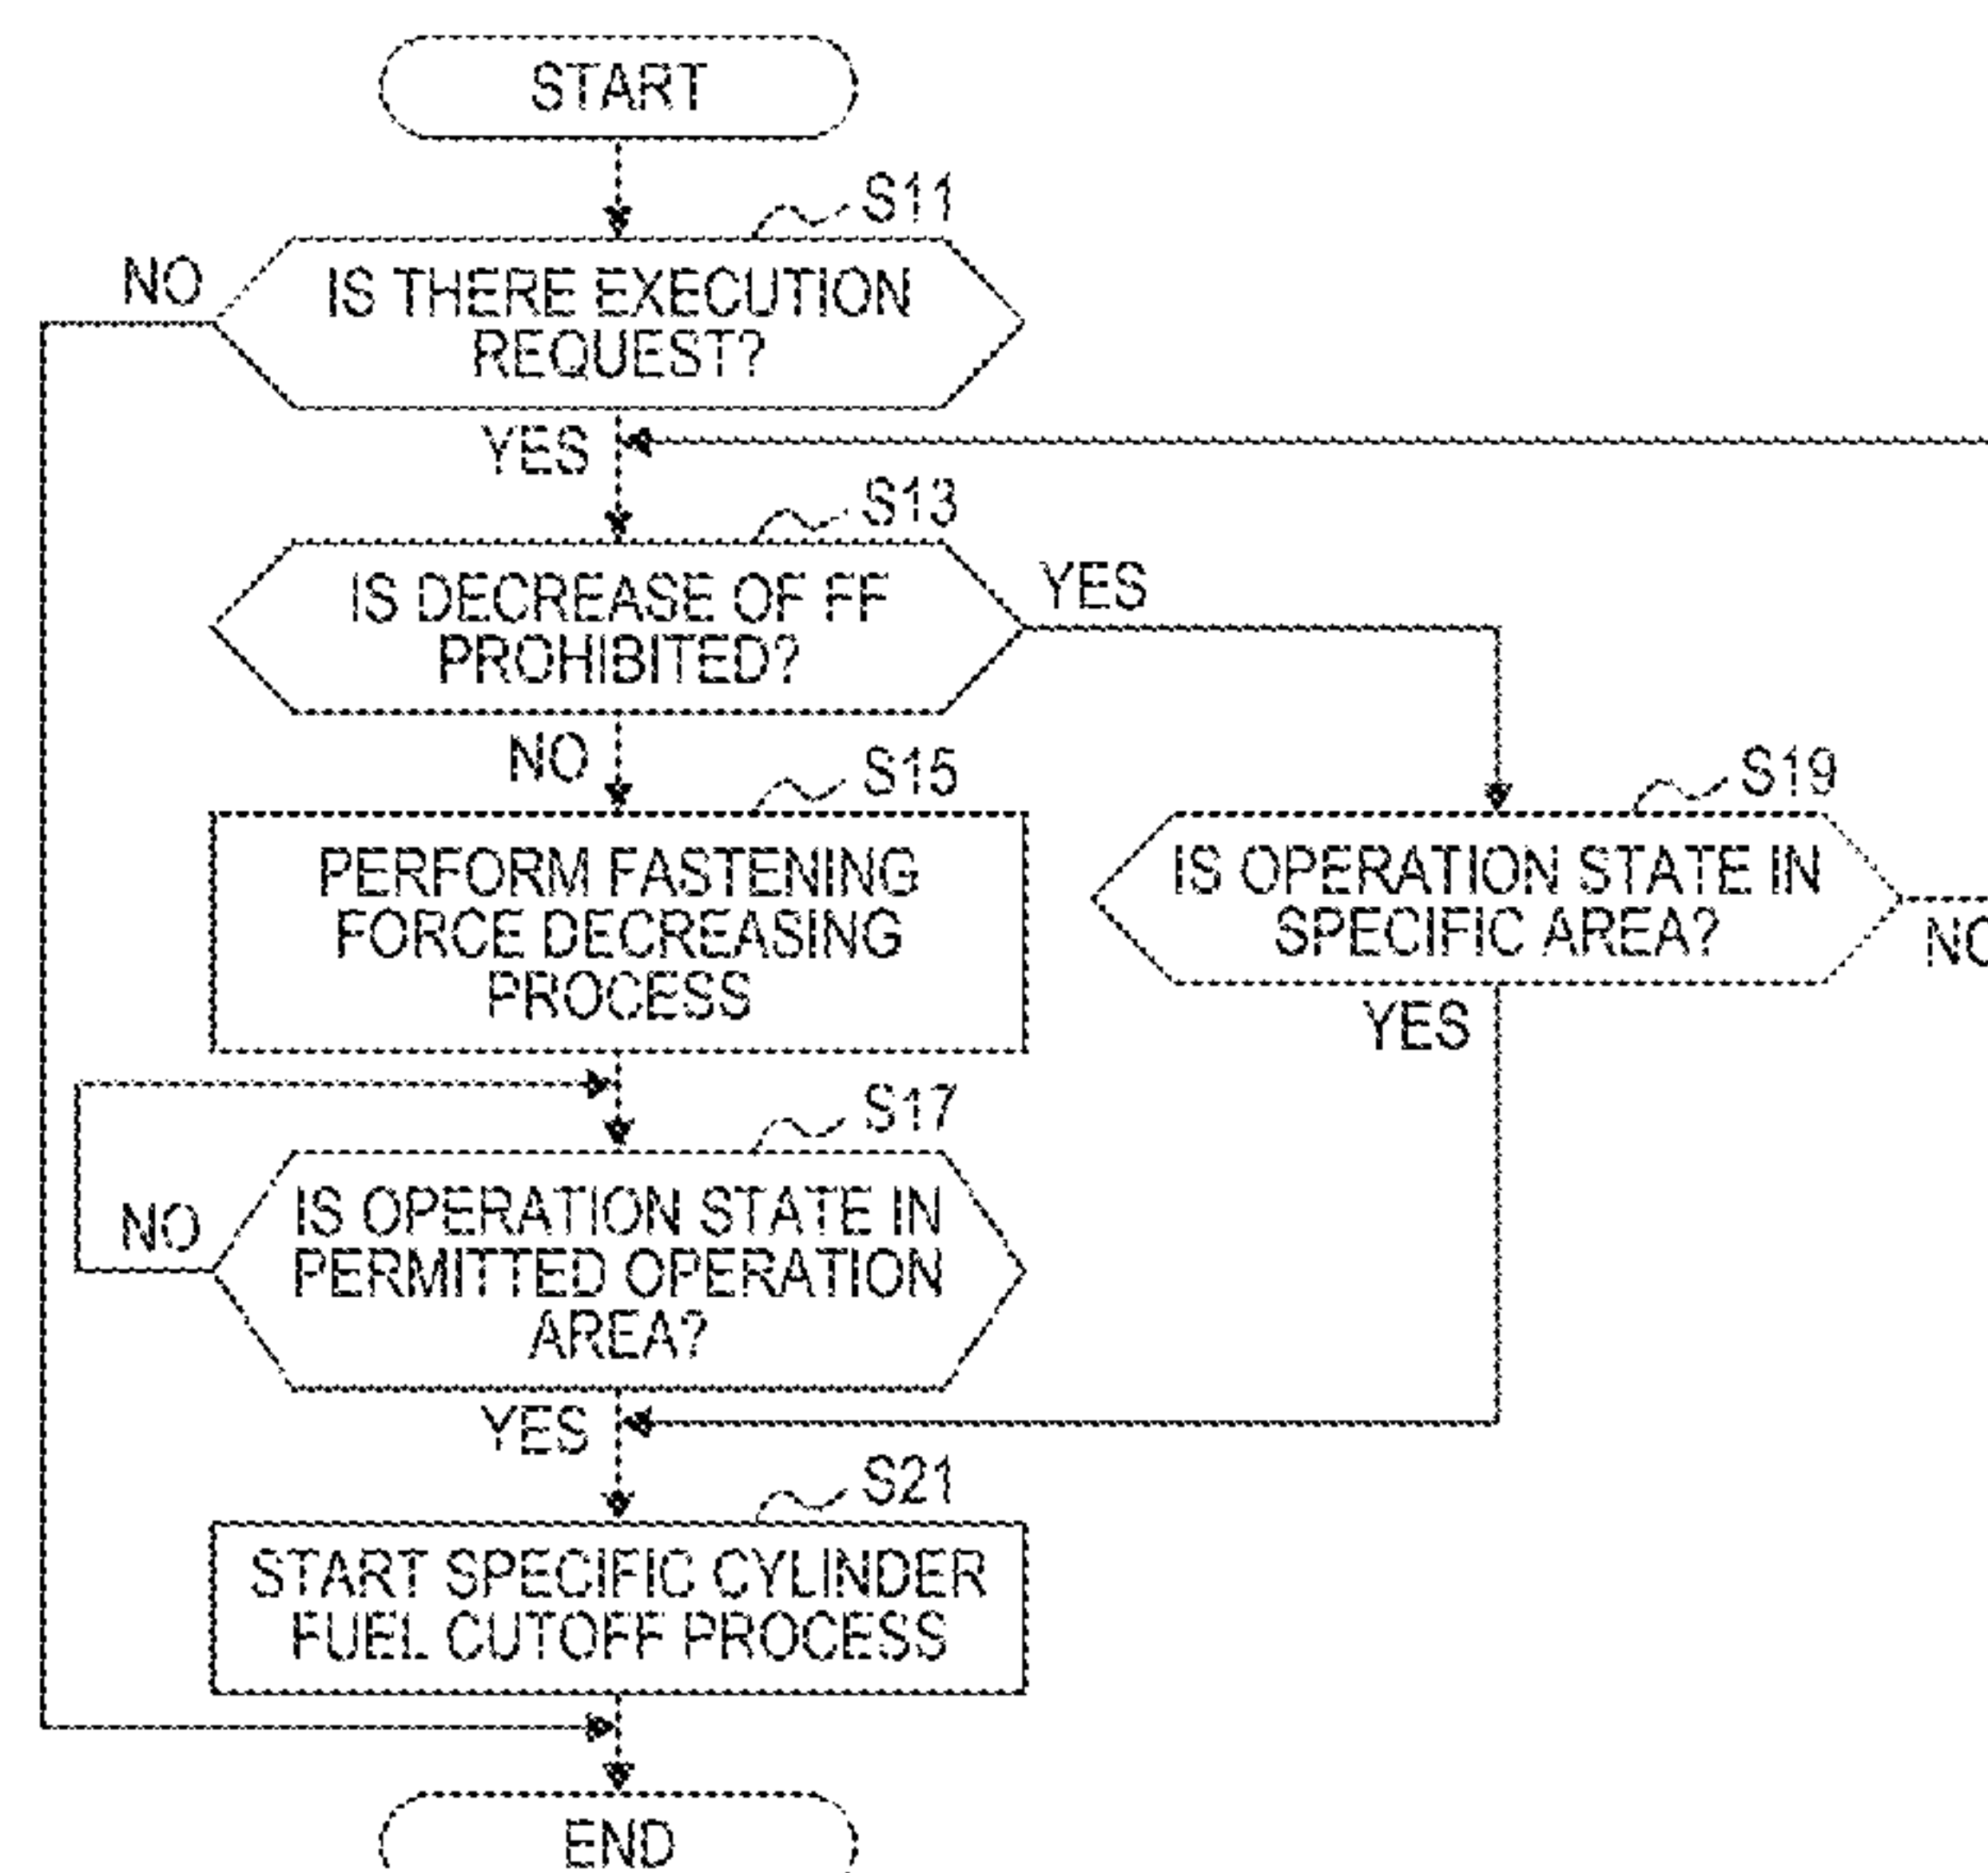 START
S11
NO
IS THERE EXECUTION
REQUEST?
YES
S13
IS DECREASE OF FF
PROHIBITED?
YES
NO
S15
PERFORM FASTENING
FORCE DECREASING
PROCESS
S19
IS OPERATION STATE IN
SPECIFIC AREA?
NO
YES
S17
NO
IS OPERATION STATE IN
PERMITTED OPERATION
AREA?
YES
S21
START SPECIFIC CYLINDER
FUEL CUTOFF PROCESS
END